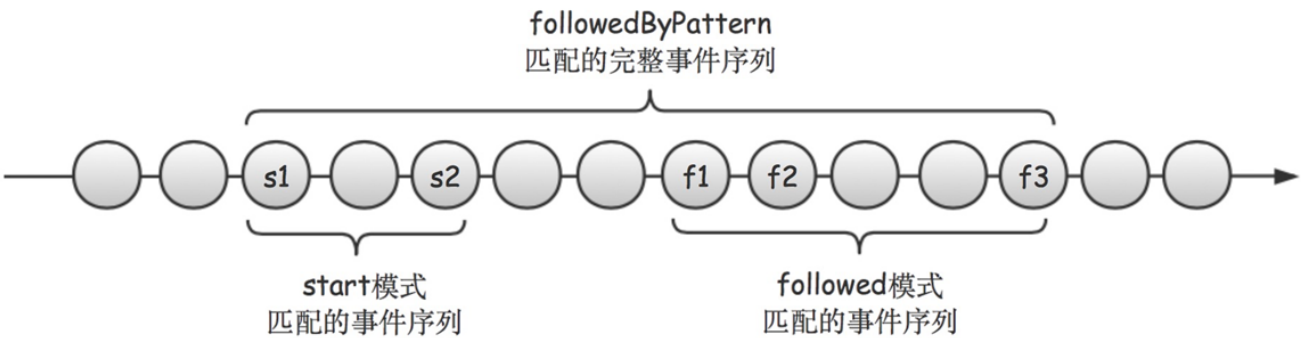 followedByPattern
匹配的完整事件序列
s1
s2
f1
f2
f3
start模式
匹配的事件序列
followed模式
匹配的事件序列